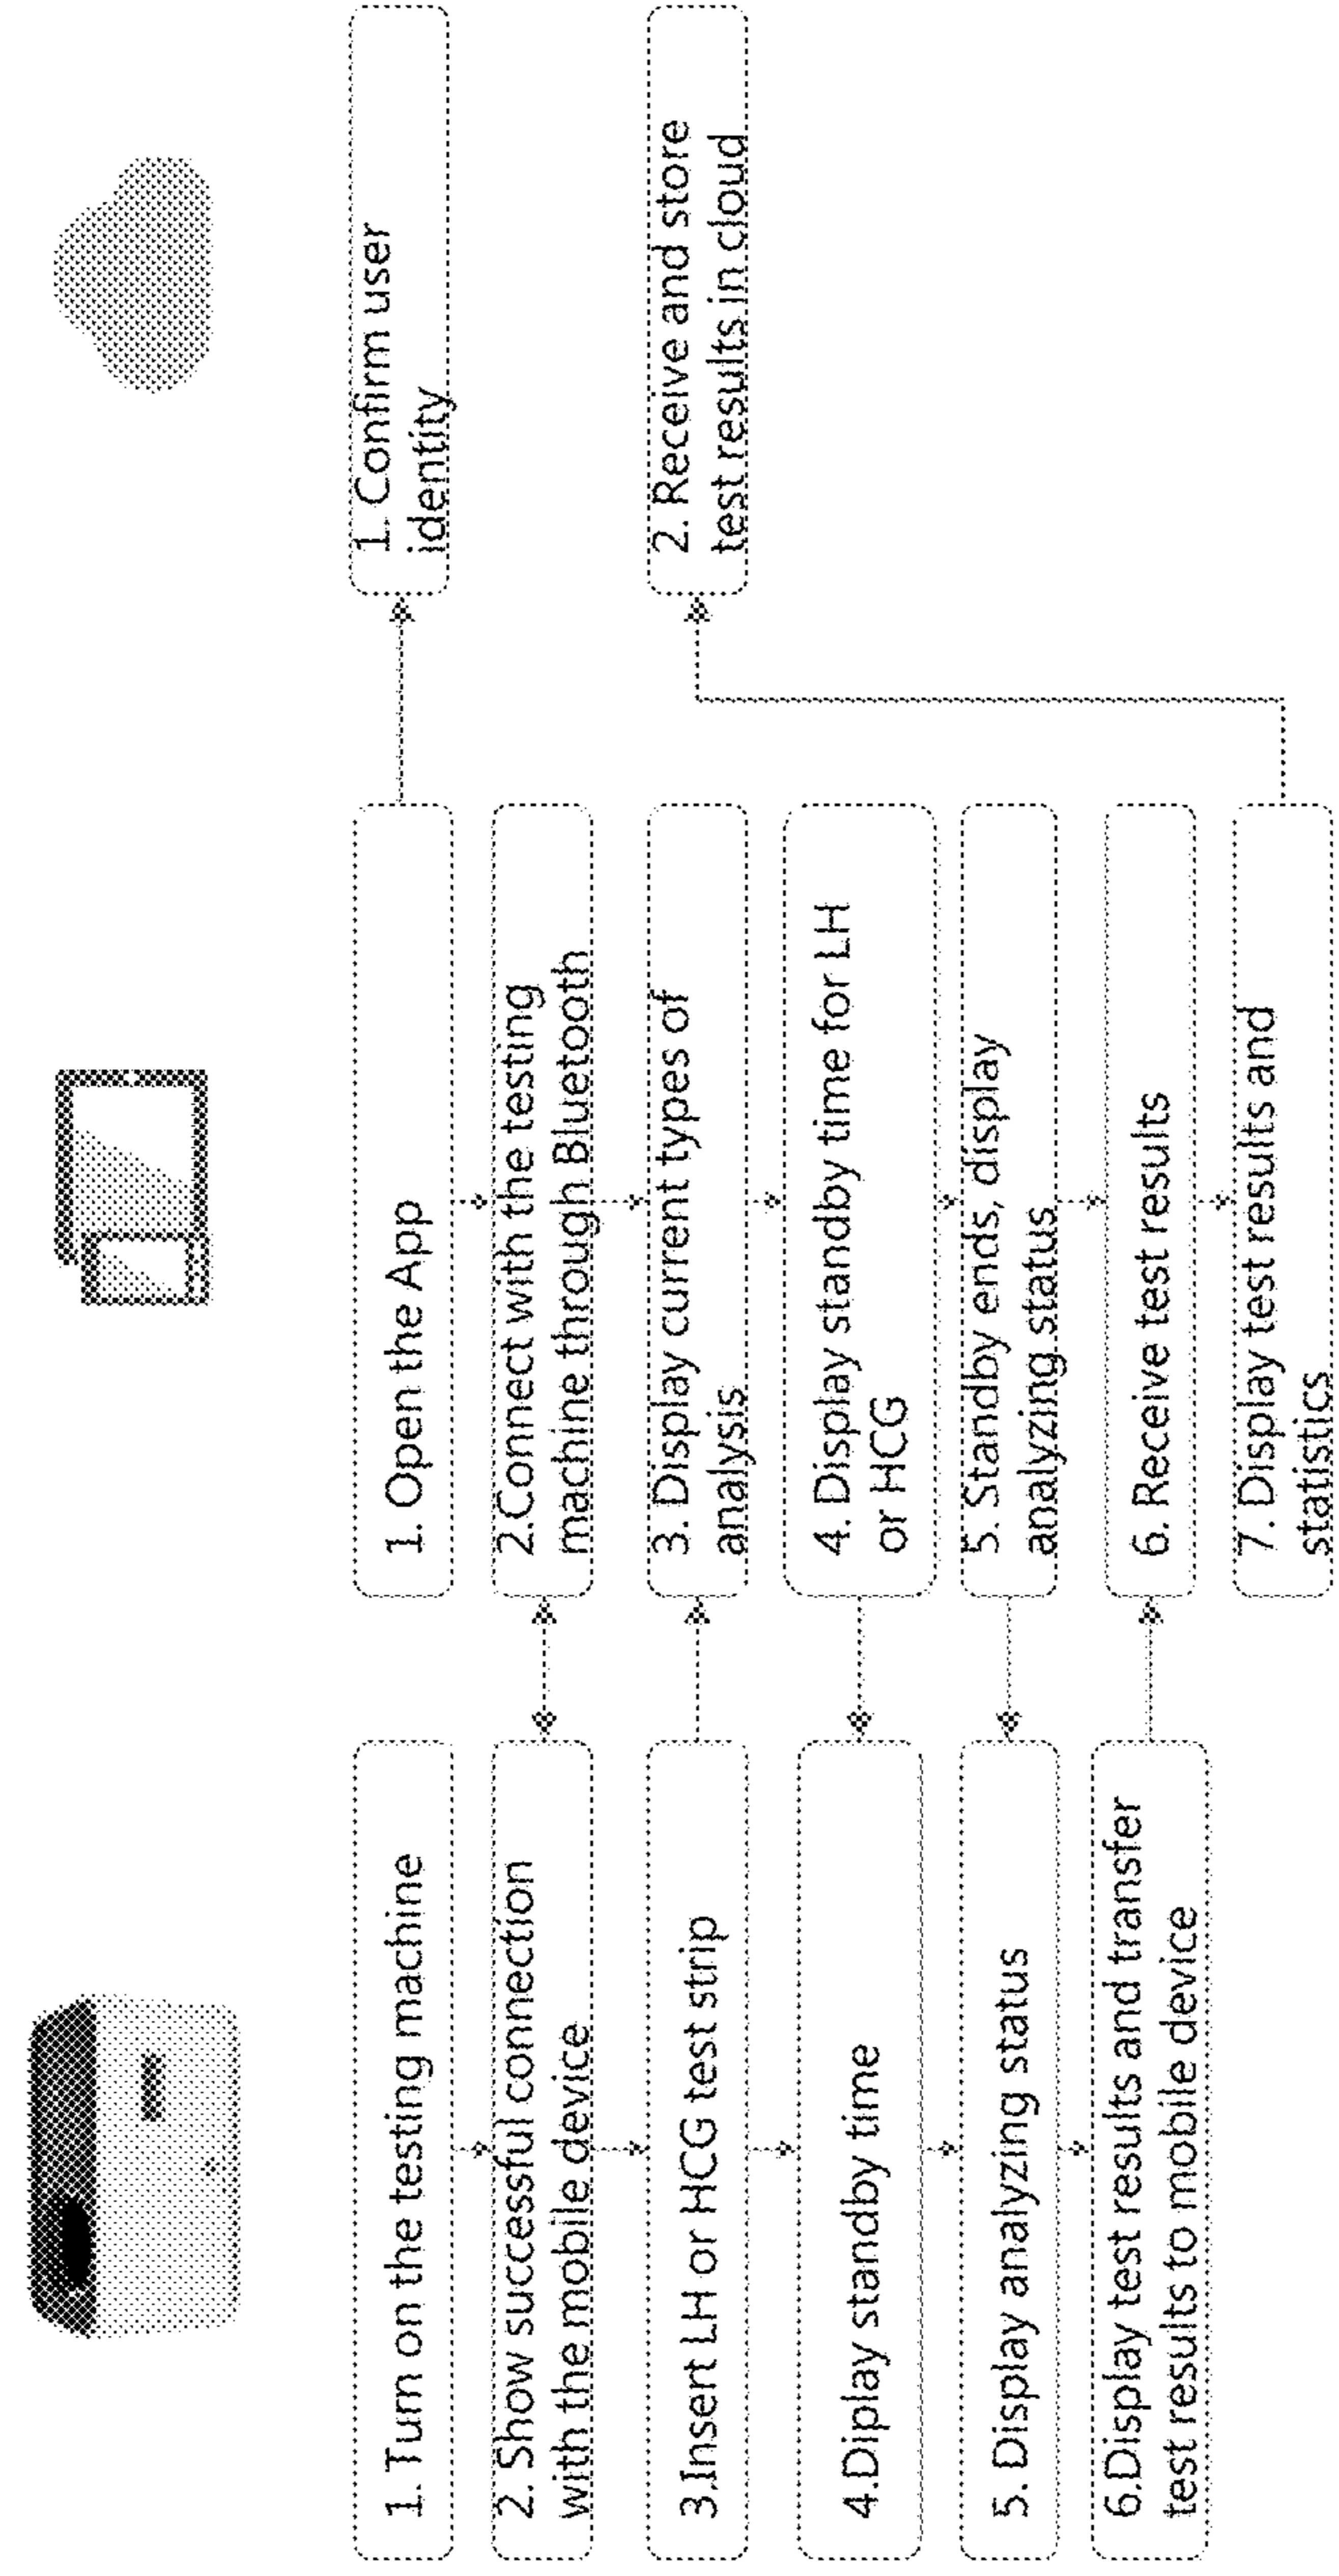 1. Turn on the testing machine
2. Show successful connection
with the mobile device
3.Insert LH or HCG test strip
4.Diplay standby time
5. Display analyzing status
6.Display test results and transfer
test results to mobile device
1. Open the App
2.Connect with the testing
machine through Bluetooth
3. Display current types of
analysis
4. Display standby time for LH
or HCG
5. Standby ends, display
analyzing status
6. Receive test results
7. Display test results and
statistics
1. Confirm user
identity
2. Receive and store
test results in cloud